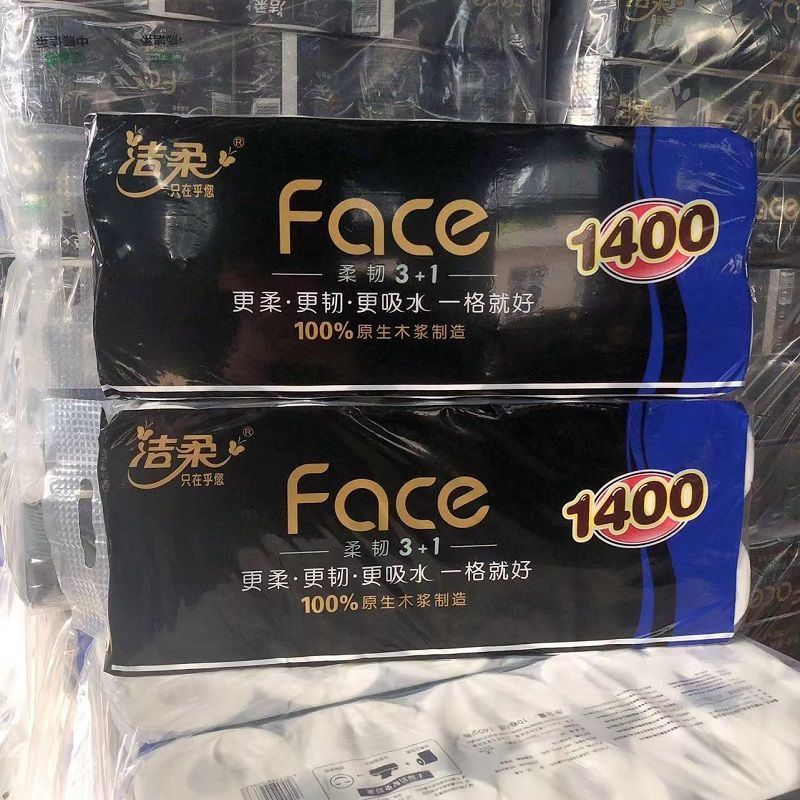 洁柔®
只在乎您
Face
柔韧 3+1
更柔·更韧·更吸水 一格就好
100%原生木浆制造
1400
洁柔®
只在乎您
Face
柔韧 3+1
更柔·更韧·更吸水 一格就好
100%原生木浆制造
1400
Face
Face